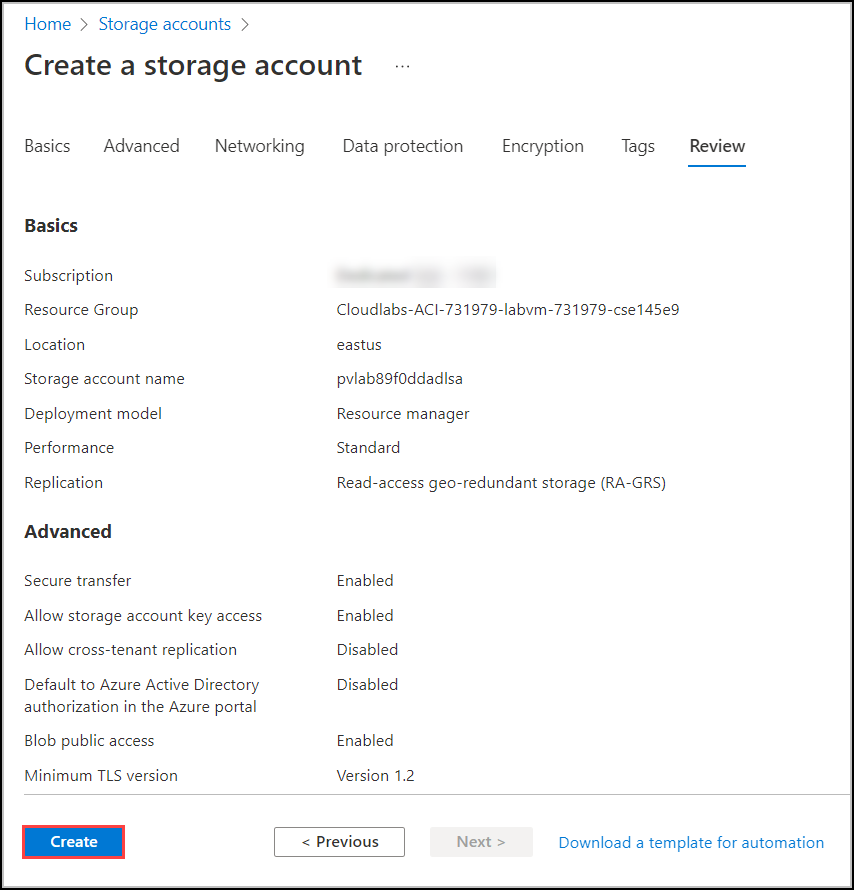 Home > Storage accounts >
Create a storage account ...
Basics Advanced Networking Data protection Encryption Tags Review
Basics
Subscription
Resource Group Cloudlabs-ACI-731979-labvm-731979-cse145e9
Location eastus
Storage account name pvlab89f0ddadlsa
Deployment model Resource manager
Performance Standard
Replication Read-access geo-redundant storage (RA-GRS)
Advanced
Secure transfer Enabled
Allow storage account key access Enabled
Allow cross-tenant replication Disabled
Default to Azure Active Directory Disabled
authorization in the Azure portal
Blob public access Enabled
Minimum TLS version Version 1.2
Create < Previous Next > Download a template for automation